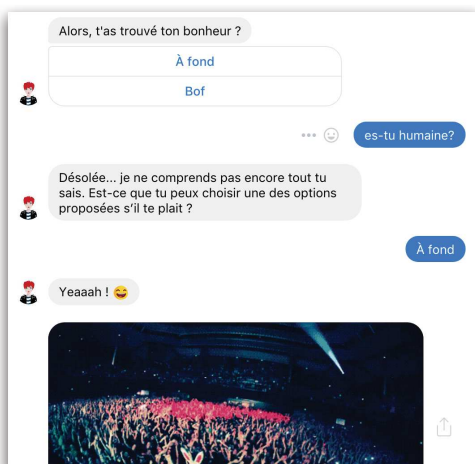 Alors, t'as trouvé ton bonheur ?
À fond
Bof
es-tu humaine?
Désolée... je ne comprends pas encore tout tu
sais. Est-ce que tu peux choisir une des options
proposées s'il te plait ?
À fond
Yeaaah ! 😄